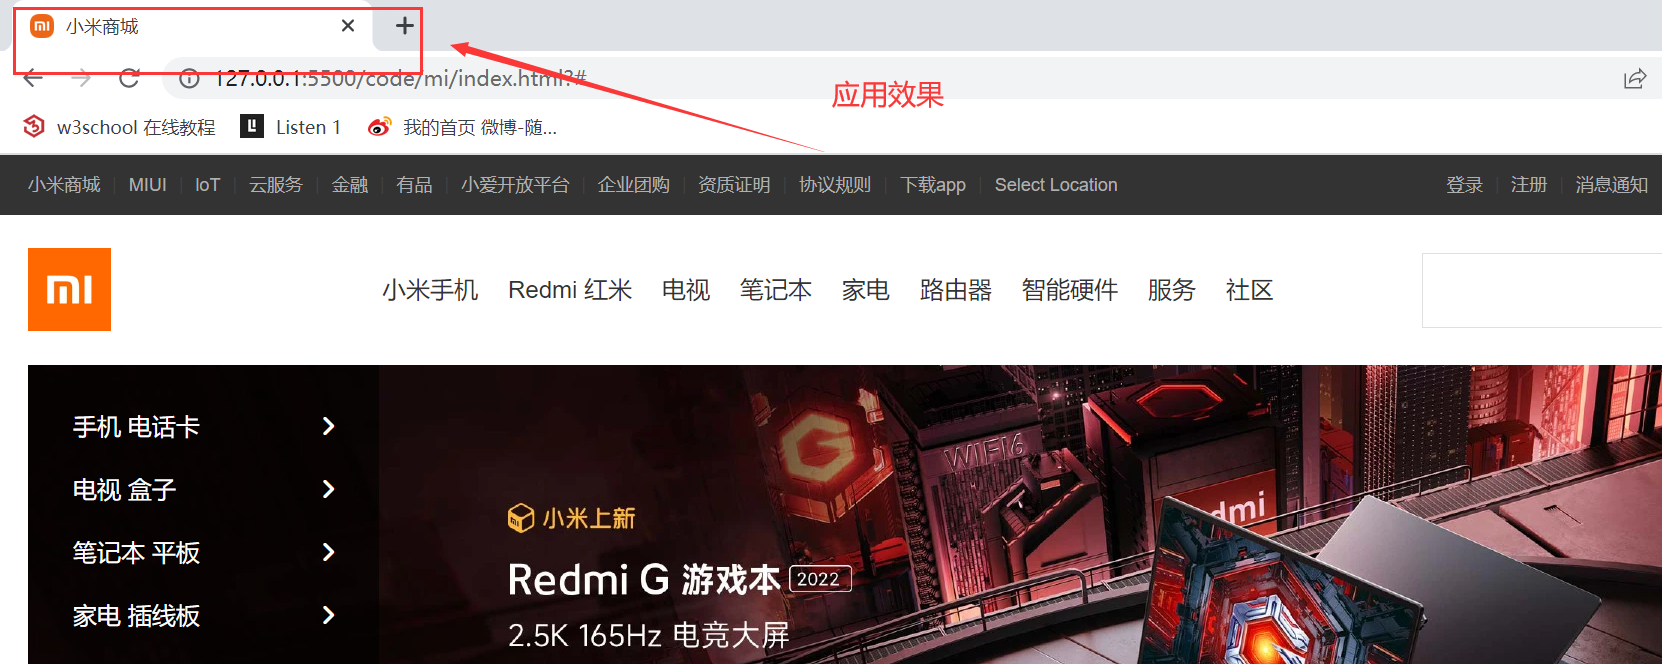 小米商城
127.0.0.1:5500/code/mi/index.html?#
应用效果
w3school 在线教程 Listen 1 我的首页 微博-随...
小米商城 MIUI IoT 云服务 金融 有品 小爱开放平台 企业团购 资质证明 协议规则 下载app Select Location 登录 注册 消息通知
小米手机 Redmi 红米 电视 笔记本 家电 路由器 智能硬件 服务 社区
手机 电话卡
电视 盒子
笔记本 平板
家电 插线板
WIFI6
Redmi
小米上新
Redmi G 游戏本 2022
2.5K 165Hz 电竞大屏